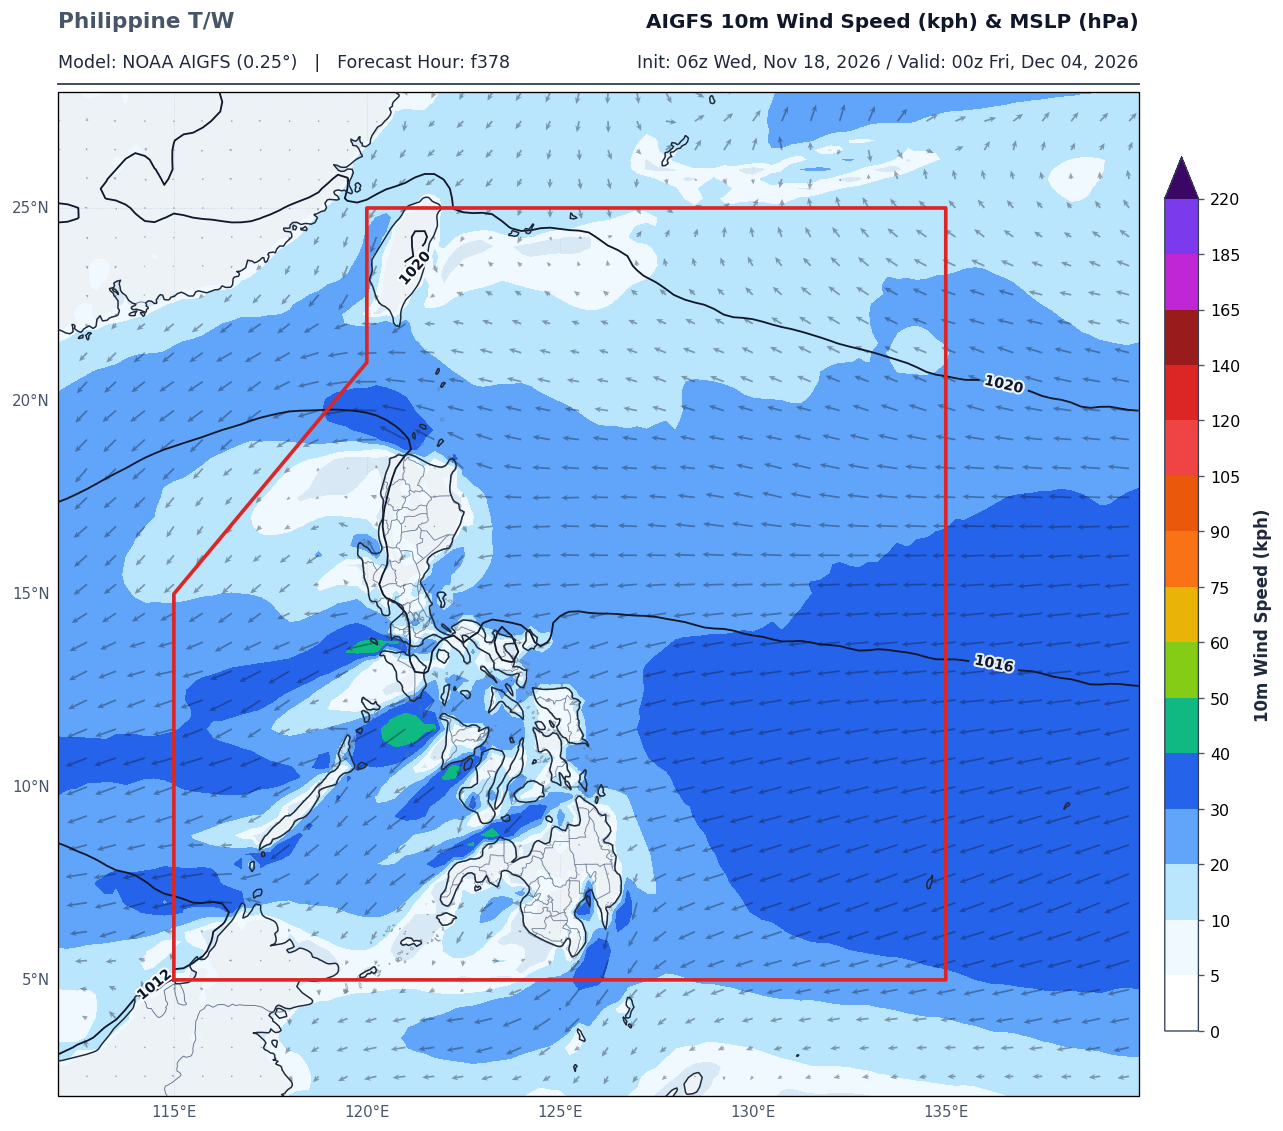 Philippine T/W
AIGFS 10m Wind Speed (kph) & MSLP (hPa)
Model: NOAA AIGFS (0.25°) | Forecast Hour: f378
Init: 06z Wed, Nov 18, 2026 / Valid: 00z Fri, Dec 04, 2026
25°N
20°N
15°N
10°N
5°N
1020
1020
1016
1012
115°E
120°E
125°E
130°E
135°E
220
185
165
140
120
105
90
75
60
50
40
30
20
10
5
0
10m Wind Speed (kph)